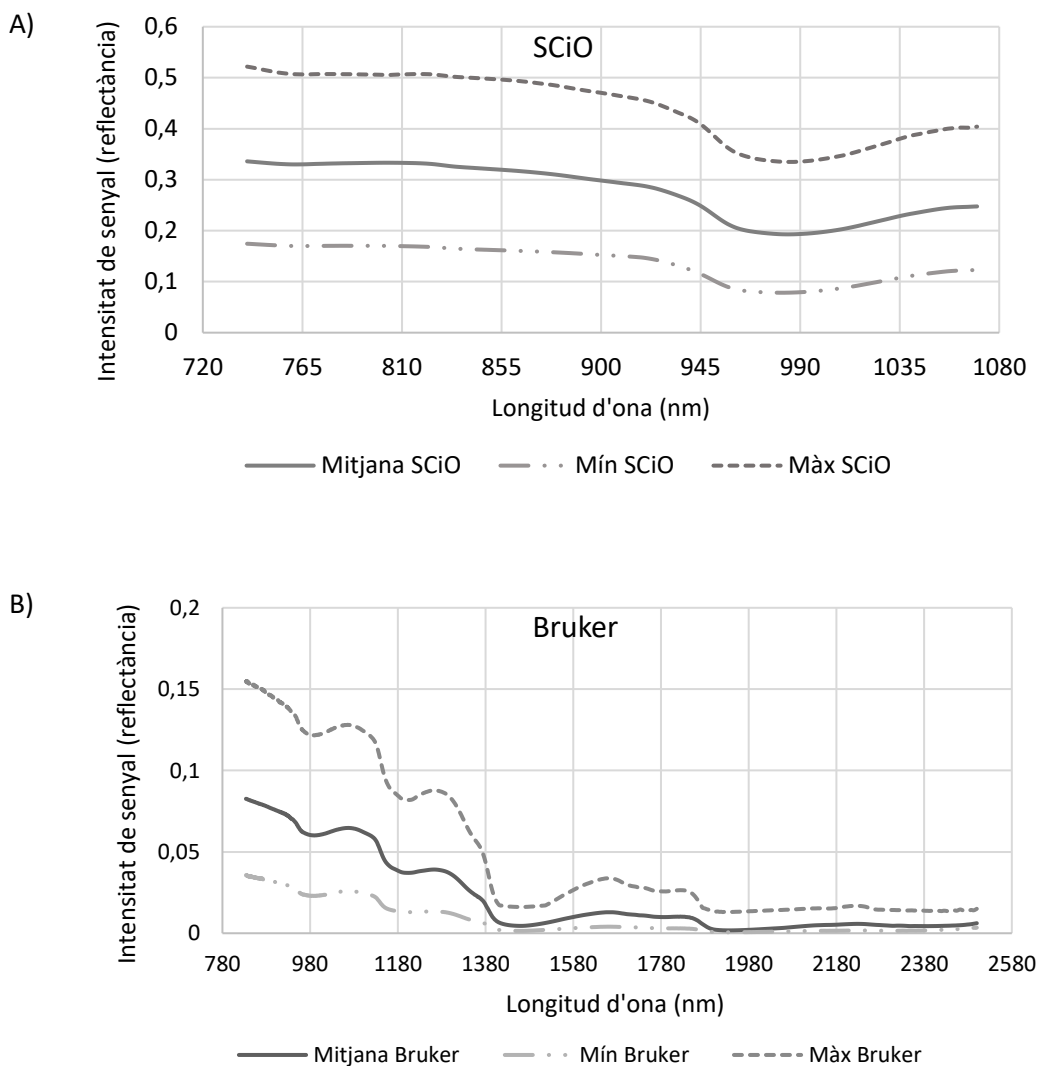 A)
SCiO
Intensitat de senyal (reflectància)
0,6
0,5
0,4
0,3
0,2
0,1
0
720 765 810 855 900 945 990 1035 1080
Longitud d'ona (nm)
Mitjana SCiO Mín SCiO Màx SCiO
B)
Bruker
Intensitat de senyal (reflectància)
0,2
0,15
0,1
0,05
0
780 980 1180 1380 1580 1780 1980 2180 2380 2580
Longitud d'ona (nm)
Mitjana Bruker Mín Bruker Màx Bruker